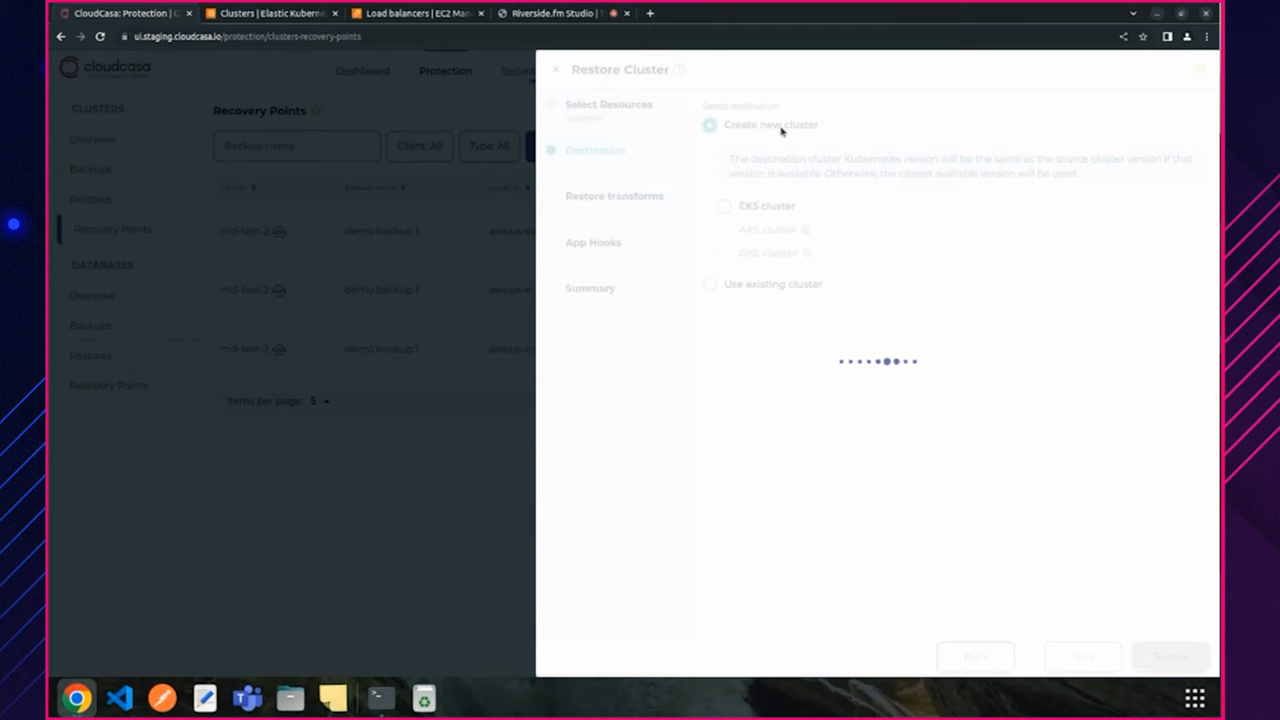 CloudCasa: Protection | C
Clusters | Elastic Kuberne
Load balancers | EC2 Man
Riverside.fm Studio |
ui.staging.cloudcasa.io/protection/clusters-recovery-points
cloudcasa
Dashboard
Protection
CLUSTERS
Overview
Backups
Restores
Recovery Points
DATABASES
Overview
Backups
Restores
Recovery Points
Recovery Points
Backup name
Client: All
Type: All
Cluster
Backup name
md-test-2
demo backup 1
md-test-2
demo backup 1
md-test-2
demo backup 1
Items per page: 5
Restore Cluster
Select Resources
Destination
Restore transforms
App Hooks
Summary
Select destination
Create new cluster
The destination cluster Kubernetes version will be the same as the source cluster version if that
version is available. Otherwise, the closest available version will be used.
EKS cluster
AKS cluster
GKE cluster
Use existing cluster
Back
Next
Restore